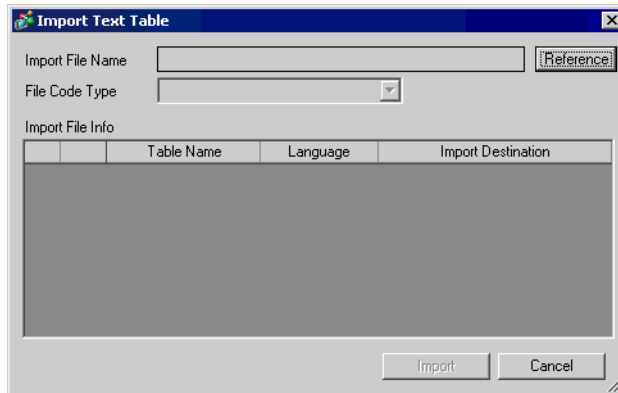 Import Text Table
Import File Name
Reference
File Code Type
Import File Info
Table Name Language Import Destination
Import Cancel